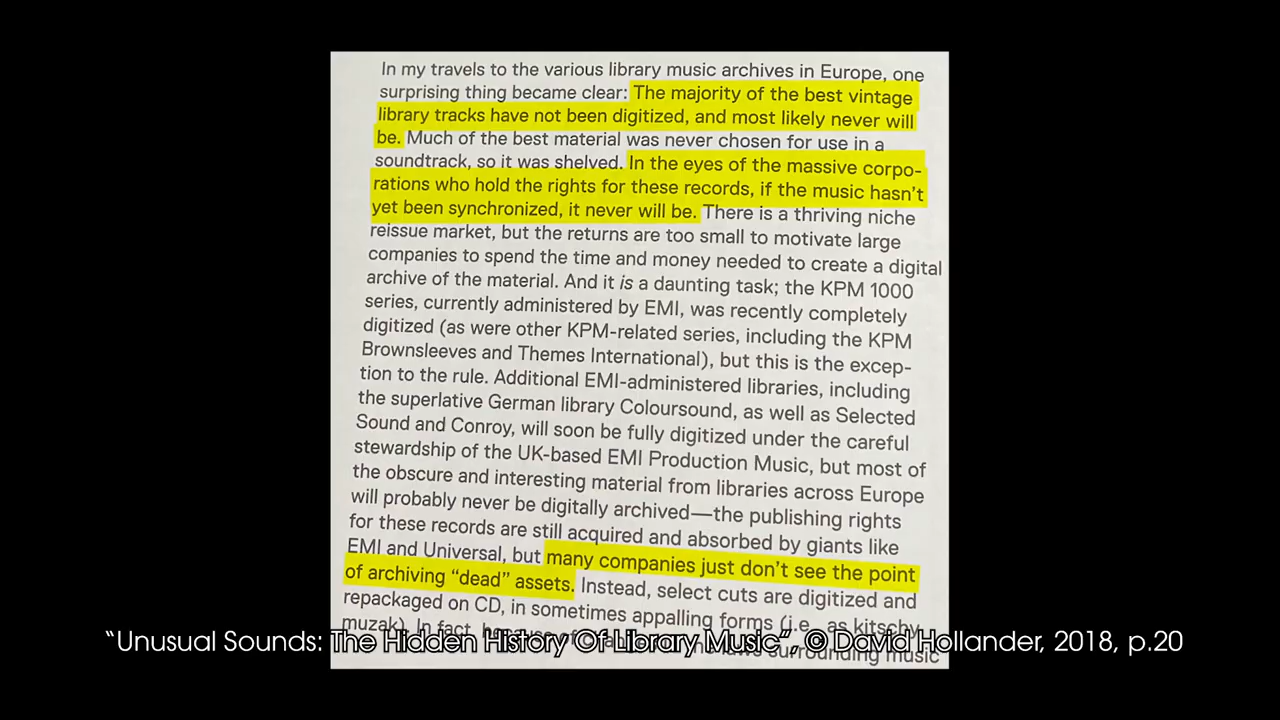 In my travels to the various library music archives in Europe, one
surprising thing became clear: The majority of the best vintage
library tracks have not been digitized, and most likely never will
be. Much of the best material was never chosen for use in a
soundtrack, so it was shelved. In the eyes of the massive corpo-
rations who hold the rights for these records, if the music hasn't
yet been synchronized, it never will be. There is a thriving niche
reissue market, but the returns are too small to motivate large
companies to spend the time and money needed to create a digital
archive of the material. And it is a daunting task; the KPM 1000
series, currently administered by EMI, was recently completely
digitized (as were other KPM-related series, including the KPM
Brownsleeves and Themes International), but this is the excep-
tion to the rule. Additional EMI-administered libraries, including
the superlative German library Coloursound, as well as Selected
Sound and Conroy, will soon be fully digitized under the careful
stewardship of the UK-based EMI Production Music, but most of
the obscure and interesting material from libraries across Europe
will probably never be digitally archived—the publishing rights
for these records are still acquired and absorbed by giants like
EMI and Universal, but many companies just don't see the point
of archiving “dead” assets. Instead, select cuts are digitized and
repackaged on CD, in sometimes appalling forms (i.e., as kitschy
muzak). In fact, surrounding music
“Unusual Sounds: The Hidden History Of Library Music”, © David Hollander, 2018, p.20